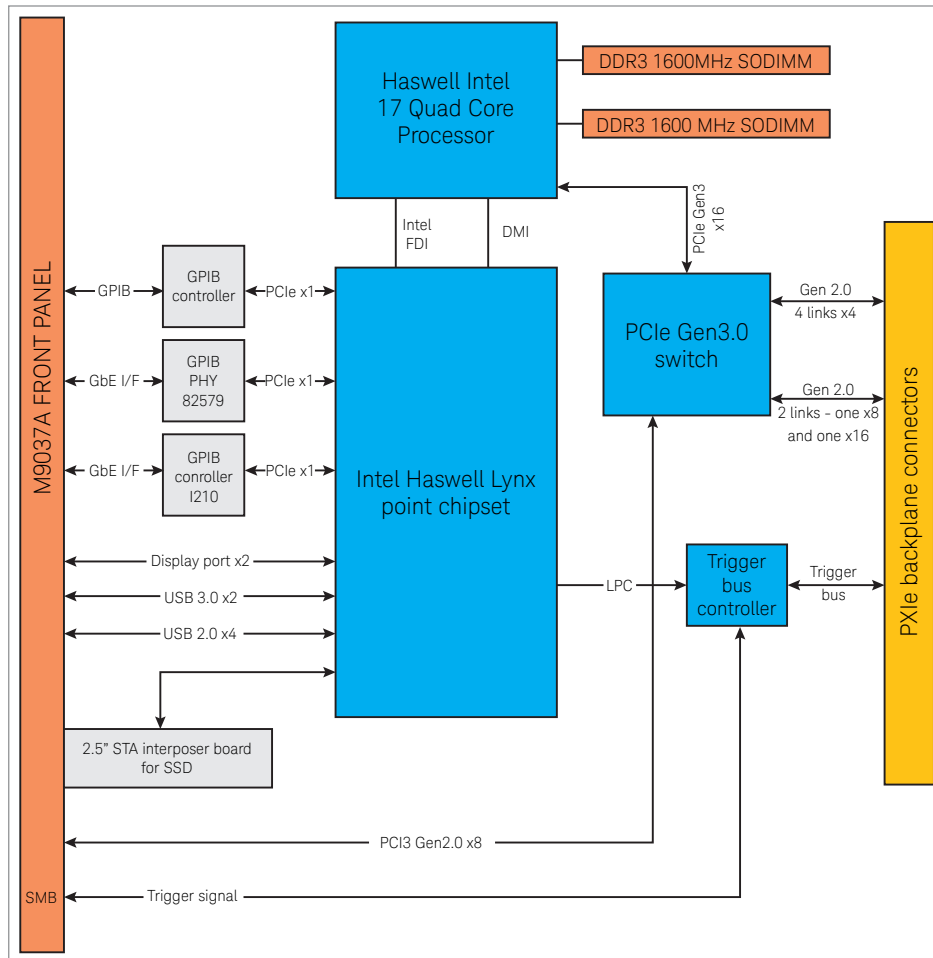 Haswell Intel
17 Quad Core
Processor
DDR3 1600MHz SODIMM
DDR3 1600 MHz SODIMM
Intel
FDI
DMI
PCIe Gen3
x16
M9037A FRONT PANEL
GPIB
GPIB
controller
PCIe x1
GbE I/F
GPIB
PHY
82579
PCIe x1
GbE I/F
GPIB
conroller
I210
PCIe x1
Intel Haswell Lynx
point chipset
PCIe Gen3.0
switch
Gen 2.0
4 links x4
Gen 2.0
2 links - one x8
and one x16
PXIe backplane connectors
Display port x2
USB 3.0 x2
USB 2.0 x4
LPC
Trigger
bus
controller
Trigger
bus
2.5" STA interposer board
for SSD
PCI3 Gen2.0 x8
SMB
Trigger signal